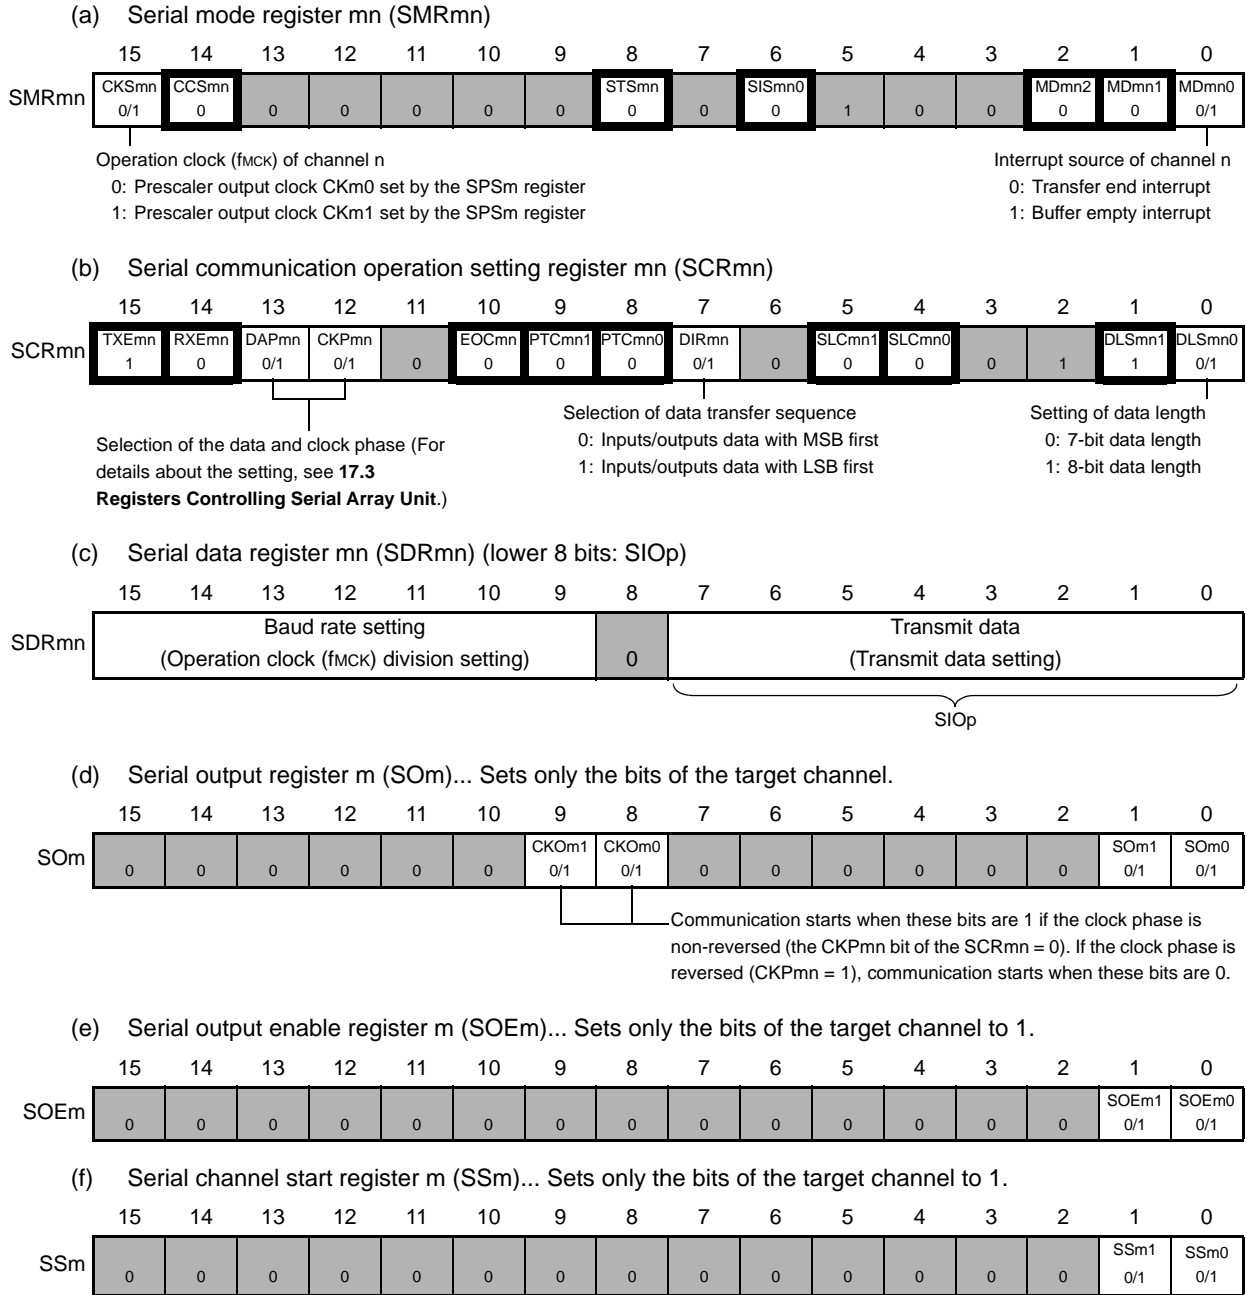 (a) Serial mode register mn (SMRmn)
15 14 13 12 11 10 9 8 7 6 5 4 3 2 1 0
SMRmn
CKSmn CCSmn STSmn SISmn0 MDmn2 MDmn1 MDmn0
0/1 0 0 0 0 0 0 0 0 0 1 0 0 0 0 0/1
Operation clock (fMCK) of channel n
0: Prescaler output clock CKm0 set by the SPSm register
1: Prescaler output clock CKm1 set by the SPSm register
Interrupt source of channel n
0: Transfer end interrupt
1: Buffer empty interrupt
(b) Serial communication operation setting register mn (SCRmn)
15 14 13 12 11 10 9 8 7 6 5 4 3 2 1 0
SCRmn
TXEmn RXEmn DAPmn CKPmn EOCmn PTCmn1 PTCmn0 DIRmn SLCmn1 SLCmn0 DLSmn1 DLSmn0
1 0 0/1 0/1 0 0 0 0 0/1 0 0 0 0 1 1 0/1
Selection of the data and clock phase (For
details about the setting, see 17.3
Registers Controlling Serial Array Unit.)
Selection of data transfer sequence
0: Inputs/outputs data with MSB first
1: Inputs/outputs data with LSB first
Setting of data length
0: 7-bit data length
1: 8-bit data length
(c) Serial data register mn (SDRmn) (lower 8 bits: SIOp)
15 14 13 12 11 10 9 8 7 6 5 4 3 2 1 0
SDRmn
Baud rate setting
(Operation clock (fMCK) division setting)
0
Transmit data
(Transmit data setting)
SIOp
(d) Serial output register m (SOm)... Sets only the bits of the target channel.
15 14 13 12 11 10 9 8 7 6 5 4 3 2 1 0
SOm
CKOm1 CKOm0 SOm1 SOm0
0 0 0 0 0 0 0/1 0/1 0 0 0 0 0 0 0/1 0/1
Communication starts when these bits are 1 if the clock phase is
non-reversed (the CKPmn bit of the SCRmn = 0). If the clock phase is
reversed (CKPmn = 1), communication starts when these bits are 0.
(e) Serial output enable register m (SOEm)... Sets only the bits of the target channel to 1.
15 14 13 12 11 10 9 8 7 6 5 4 3 2 1 0
SOEm
SOEm1 SOEm0
0 0 0 0 0 0 0 0 0 0 0 0 0 0 0/1 0/1
(f) Serial channel start register m (SSm)... Sets only the bits of the target channel to 1.
15 14 13 12 11 10 9 8 7 6 5 4 3 2 1 0
SSm
SSm1 SSm0
0 0 0 0 0 0 0 0 0 0 0 0 0 0 0/1 0/1